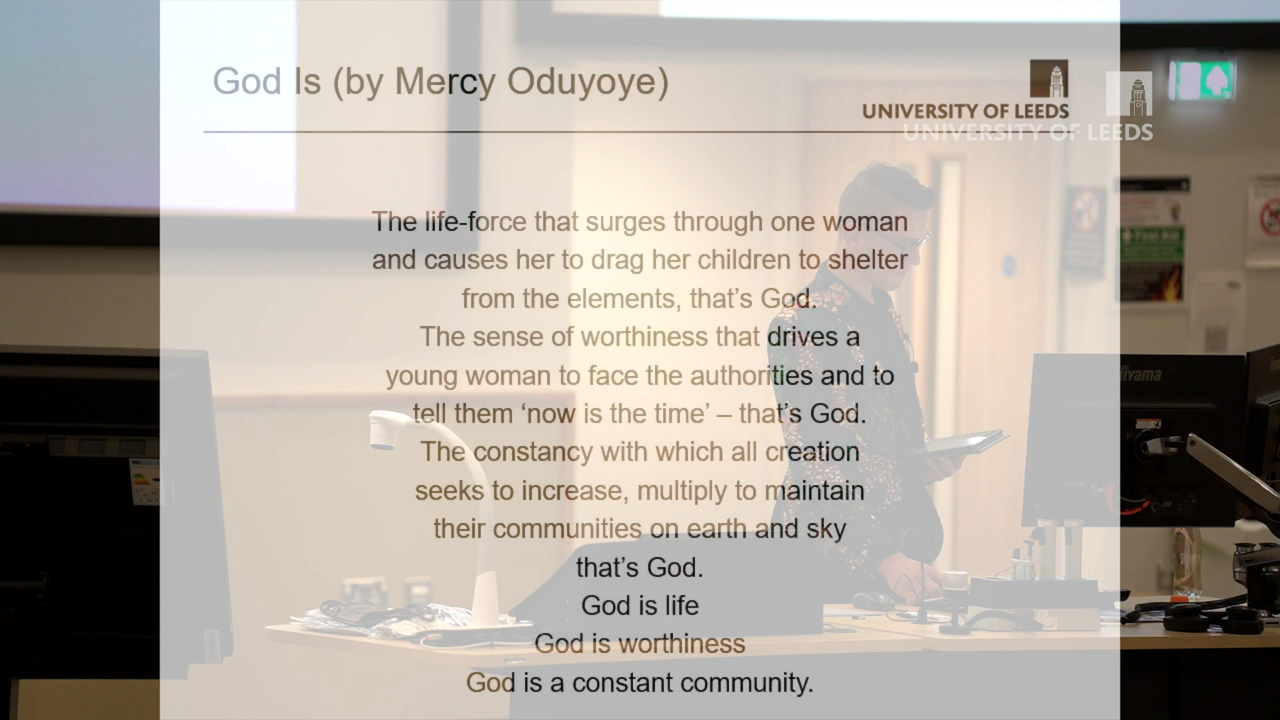 God Is (by Mercy Oduyoye)
UNIVERSITY OF LEEDS
UNIVERSITY OF LEEDS
The life-force that surges through one woman
and causes her to drag her children to shelter
from the elements, that’s God.
The sense of worthiness that drives a
young woman to face the authorities and to
tell them ‘now is the time’ – that’s God.
The constancy with which all creation
seeks to increase, multiply to maintain
their communities on earth and sky
that’s God.
God is life
God is worthiness
God is a constant community.
First Aid
iiyama